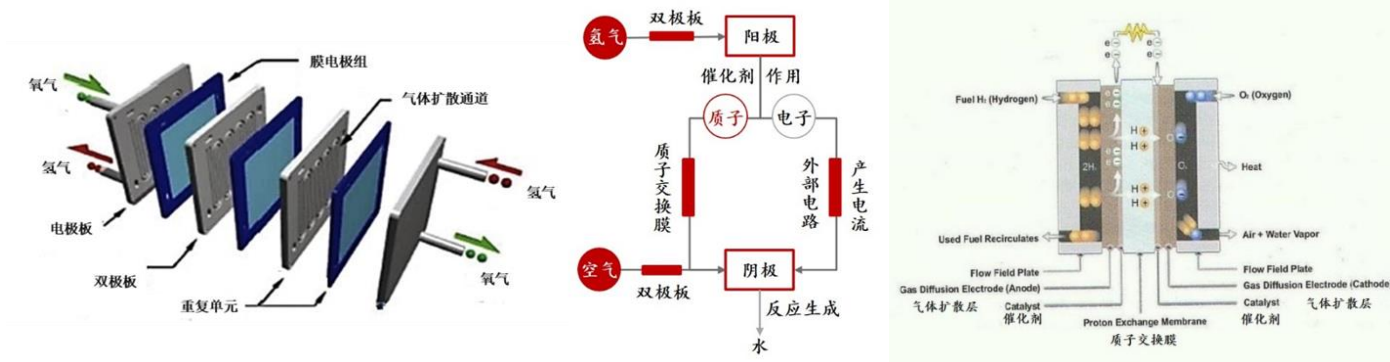 氧气
膜电极组
气体扩散通道
氢气
氢气
电极板
双极板
重复单元
氧气
氢气
双极板
阳极
催化剂
作用
质子
电子
质子交换膜
外部电路
产生电流
空气
双极板
阴极
反应生成
水
e
e
e
e
Fuel H₂ (Hydrogen)
O₂ (Oxygen)
H
H
2H₂
O₂
Heat
H
H
Used Fuel Recirculates
Air + Water Vapor
Flow Field Plate
Flow Field Plate
Gas Diffusion Electrode (Anode)
Gas Diffusion Electrode (Cathode
气体扩散层
Catalyst
催化剂
Catalyst
催化剂
气体扩散层
Proton Exchange Membrane
质子交换膜